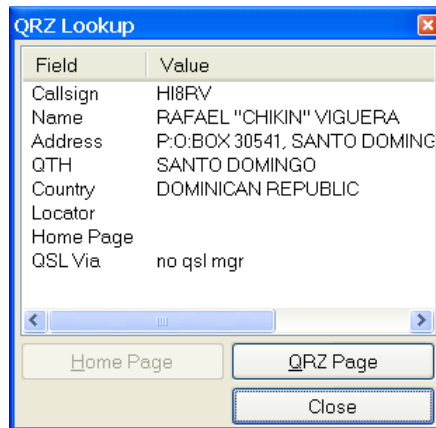 QRZ Lookup
Field Value
Callsign HI8RV
Name RAFAEL "CHIKIN" VIGUERA
Address P:O:BOX 30541, SANTO DOMING
QTH SANTO DOMINGO
Country DOMINICAN REPUBLIC
Locator
Home Page
QSL Via no qsl mgr
Home Page QRZ Page
Close